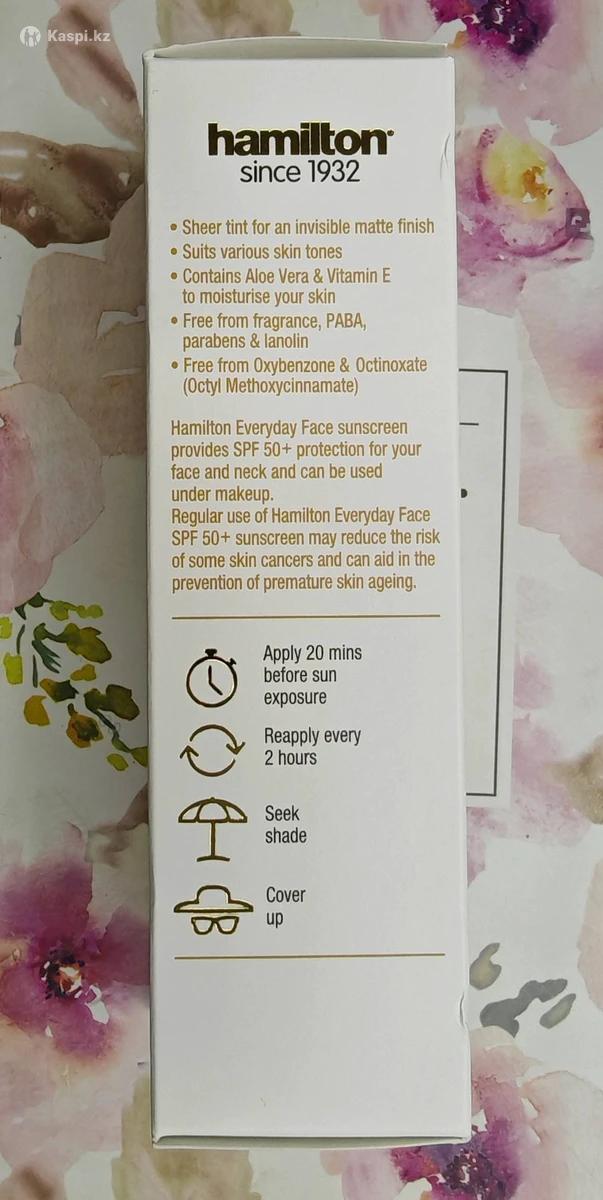 Kaspi.kz
hamilton
since 1932
• Sheer tint for an invisible matte finish
• Suits various skin tones
• Contains Aloe Vera & Vitamin E
to moisturise your skin
• Free from fragrance, PABA,
parabens & lanolin
• Free from Oxybenzone & Octinoxate
(Octyl Methoxycinnamate)
Hamilton Everyday Face sunscreen
provides SPF 50+ protection for your
face and neck and can be used
under makeup.
Regular use of Hamilton Everyday Face
SPF 50+ sunscreen may reduce the risk
of some skin cancers and can aid in the
prevention of premature skin ageing.
Apply 20 mins
before sun
exposure
Reapply every
2 hours
Seek
shade
Cover
up